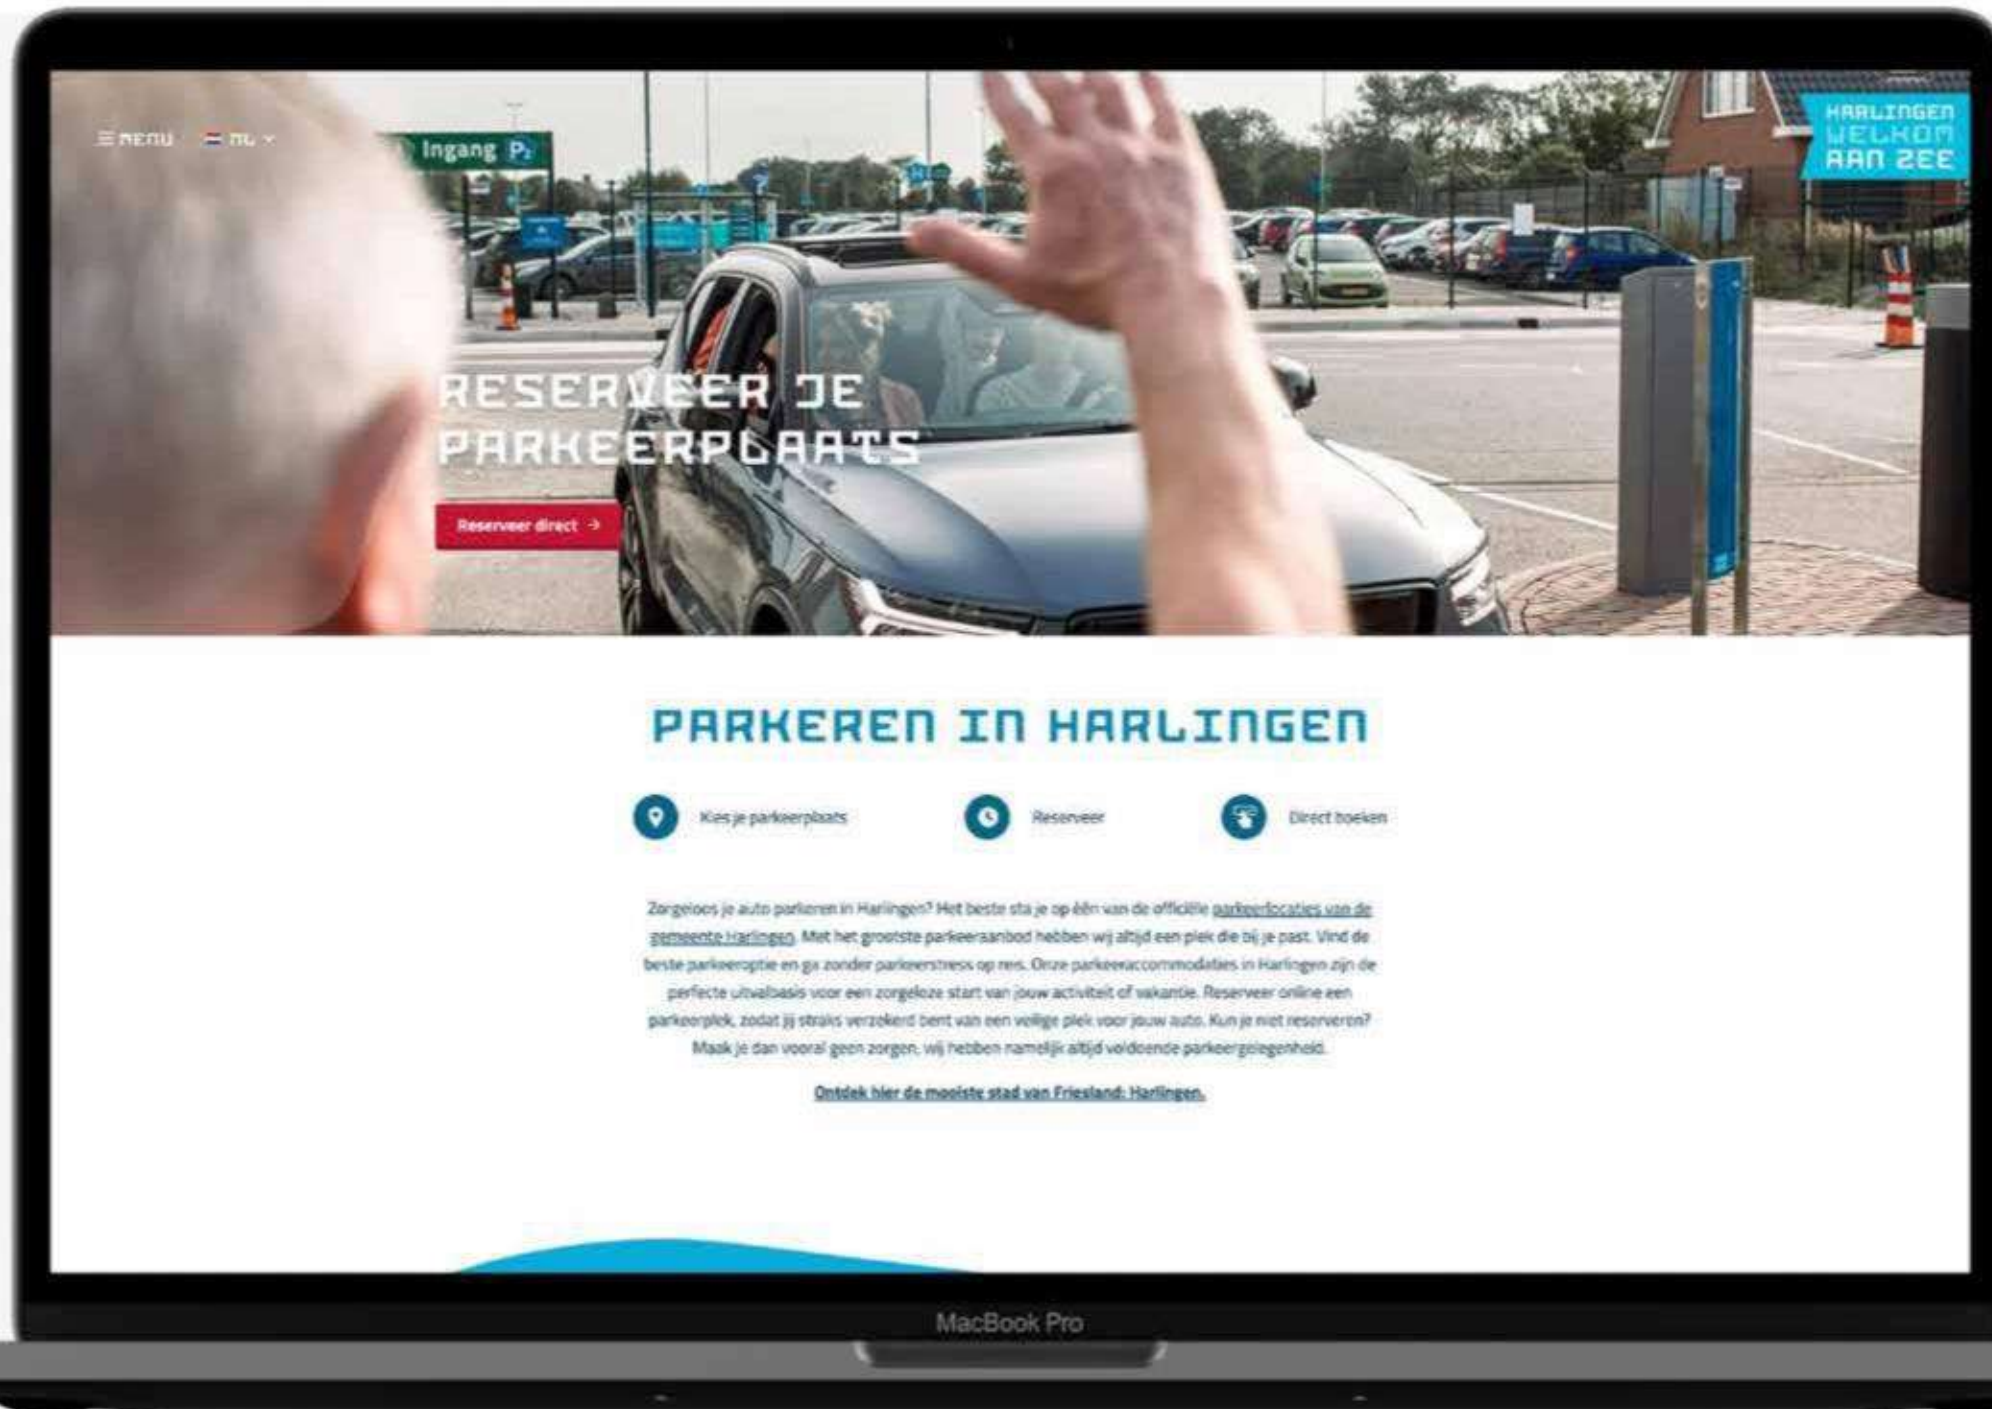 MENU NL
Ingang P2
HARLINGEN
WELKOM
AAN ZEE
RESERVEER JE
PARKEERPLAATS
Reserveer direct →
PARKEREN IN HARLINGEN
Kies je parkeerplaats
Reserveer
Direct boeken
Zorgeloos je auto parkeren in Harlingen? Het beste sta je op één van de officiële parkeerlocaties van de
gemeente Harlingen. Met het grootste parkeeraanbod hebben wij altijd een plek die bij je past. Vind de
beste parkeeroptie en ga zonder parkeerstress op reis. Onze parkeeraccommodaties in Harlingen zijn de
perfecte uitvalbasis voor een zorgeloze start van jouw activiteit of vakantie. Reserveer online een
parkeerplek, zodat jij straks verzekerd bent van een veilige plek voor jouw auto. Kun je niet reserveren?
Maak je dan vooral geen zorgen, wij hebben namelijk altijd voldoende parkeergelegenheid.
Ontdek hier de mooiste stad van Friesland: Harlingen.
MacBook Pro